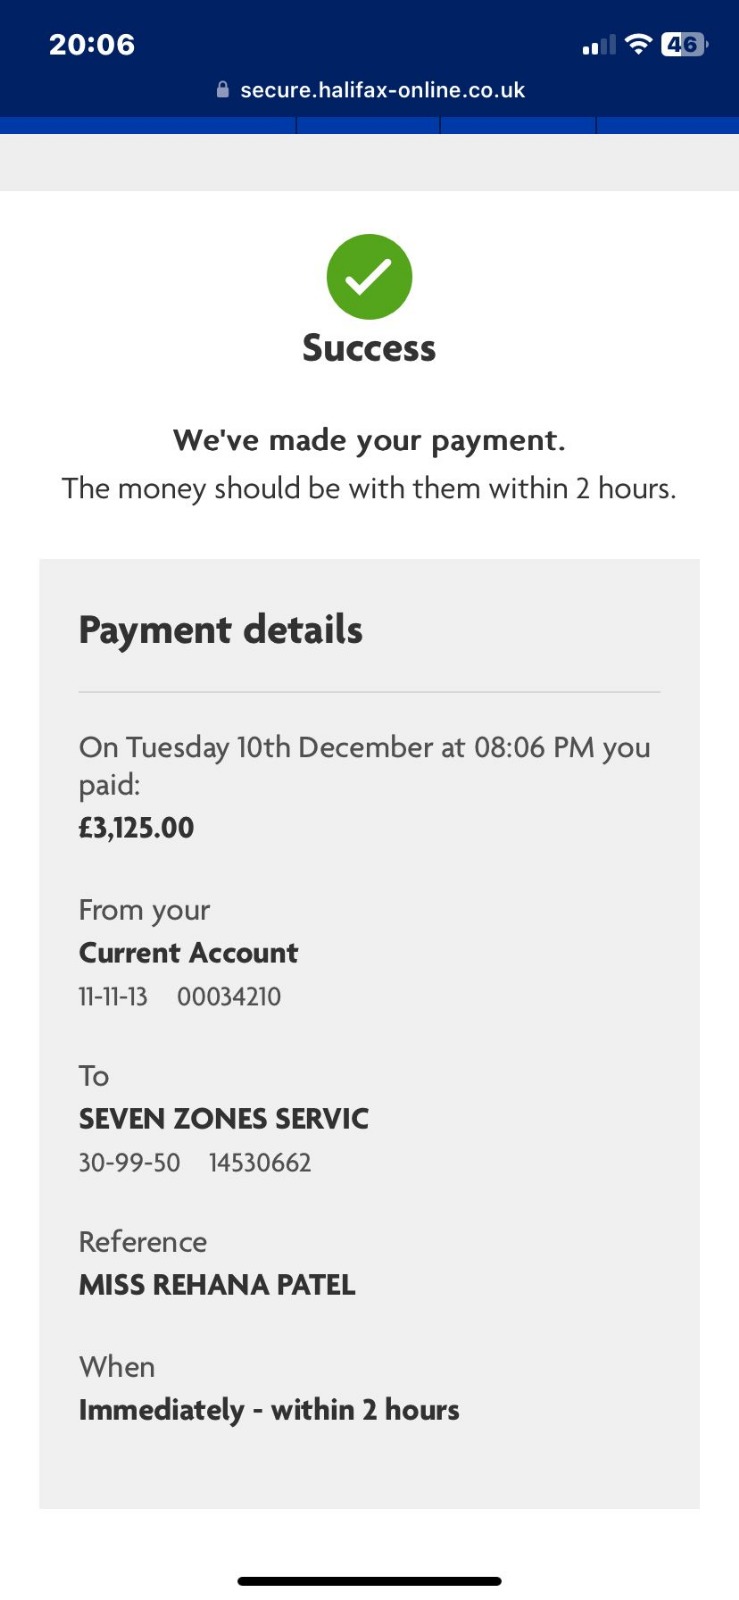 20:06
46
secure.halifax-online.co.uk
Success
We've made your payment.
The money should be with them within 2 hours.
Payment details
On Tuesday 10th December at 08:06 PM you
paid:
£3,125.00
From your
Current Account
11-11-13 00034210
To
SEVEN ZONES SERVIC
30-99-50 14530662
Reference
MISS REHANA PATEL
When
Immediately - within 2 hours